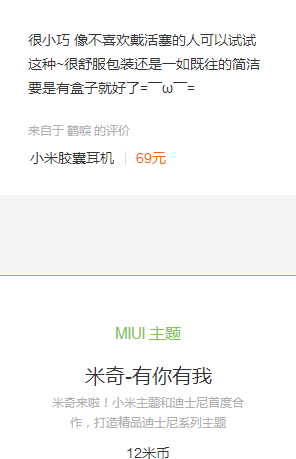 很小巧 像不喜欢戴活塞的人可以试试
这种~很舒服包装还是一如既往的简洁
要是有盒子就好了=￣ω￣=
来自于 鹤唳 的评价
小米胶囊耳机 69元
MIUI 主题
米奇-有你有我
米奇来啦！小米主题和迪士尼首度合
作，打造精品迪士尼系列主题
12米币